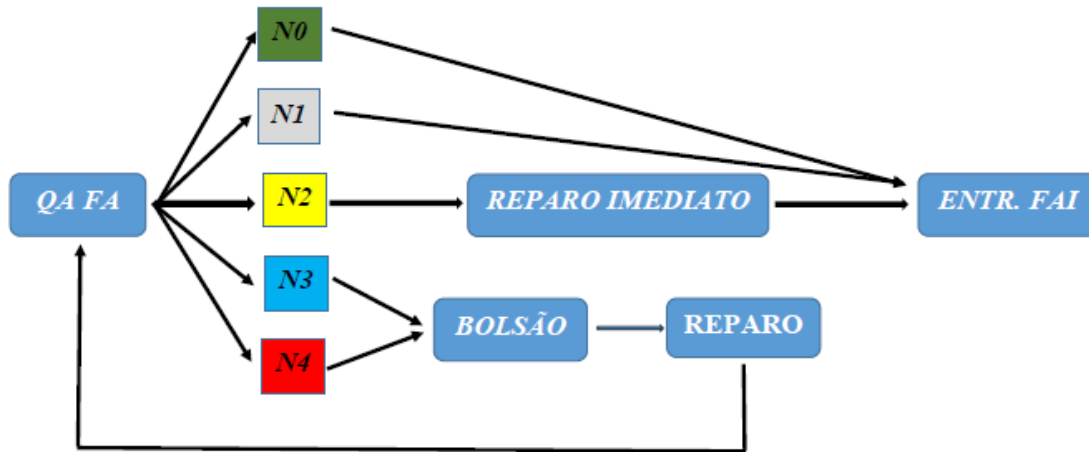 N0
N1
QA FA
N2
REPARO IMEDIATO
ENTR. FAI
N3
BOLSÃO
REPARO
N4